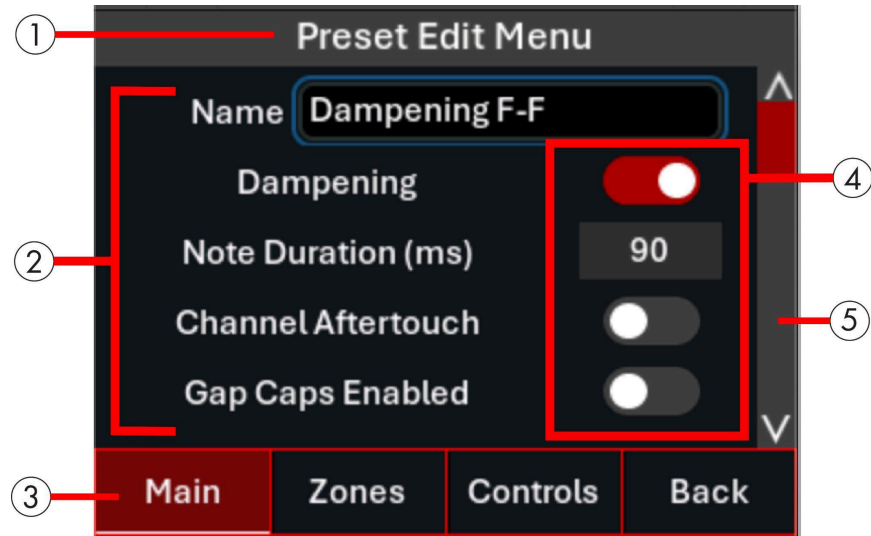 ① Preset Edit Menu
Name Dampening F-F
Dampening ④
② Note Duration (ms) 90
Channel Aftertouch ⑤
Gap Caps Enabled
③ Main Zones Controls Back